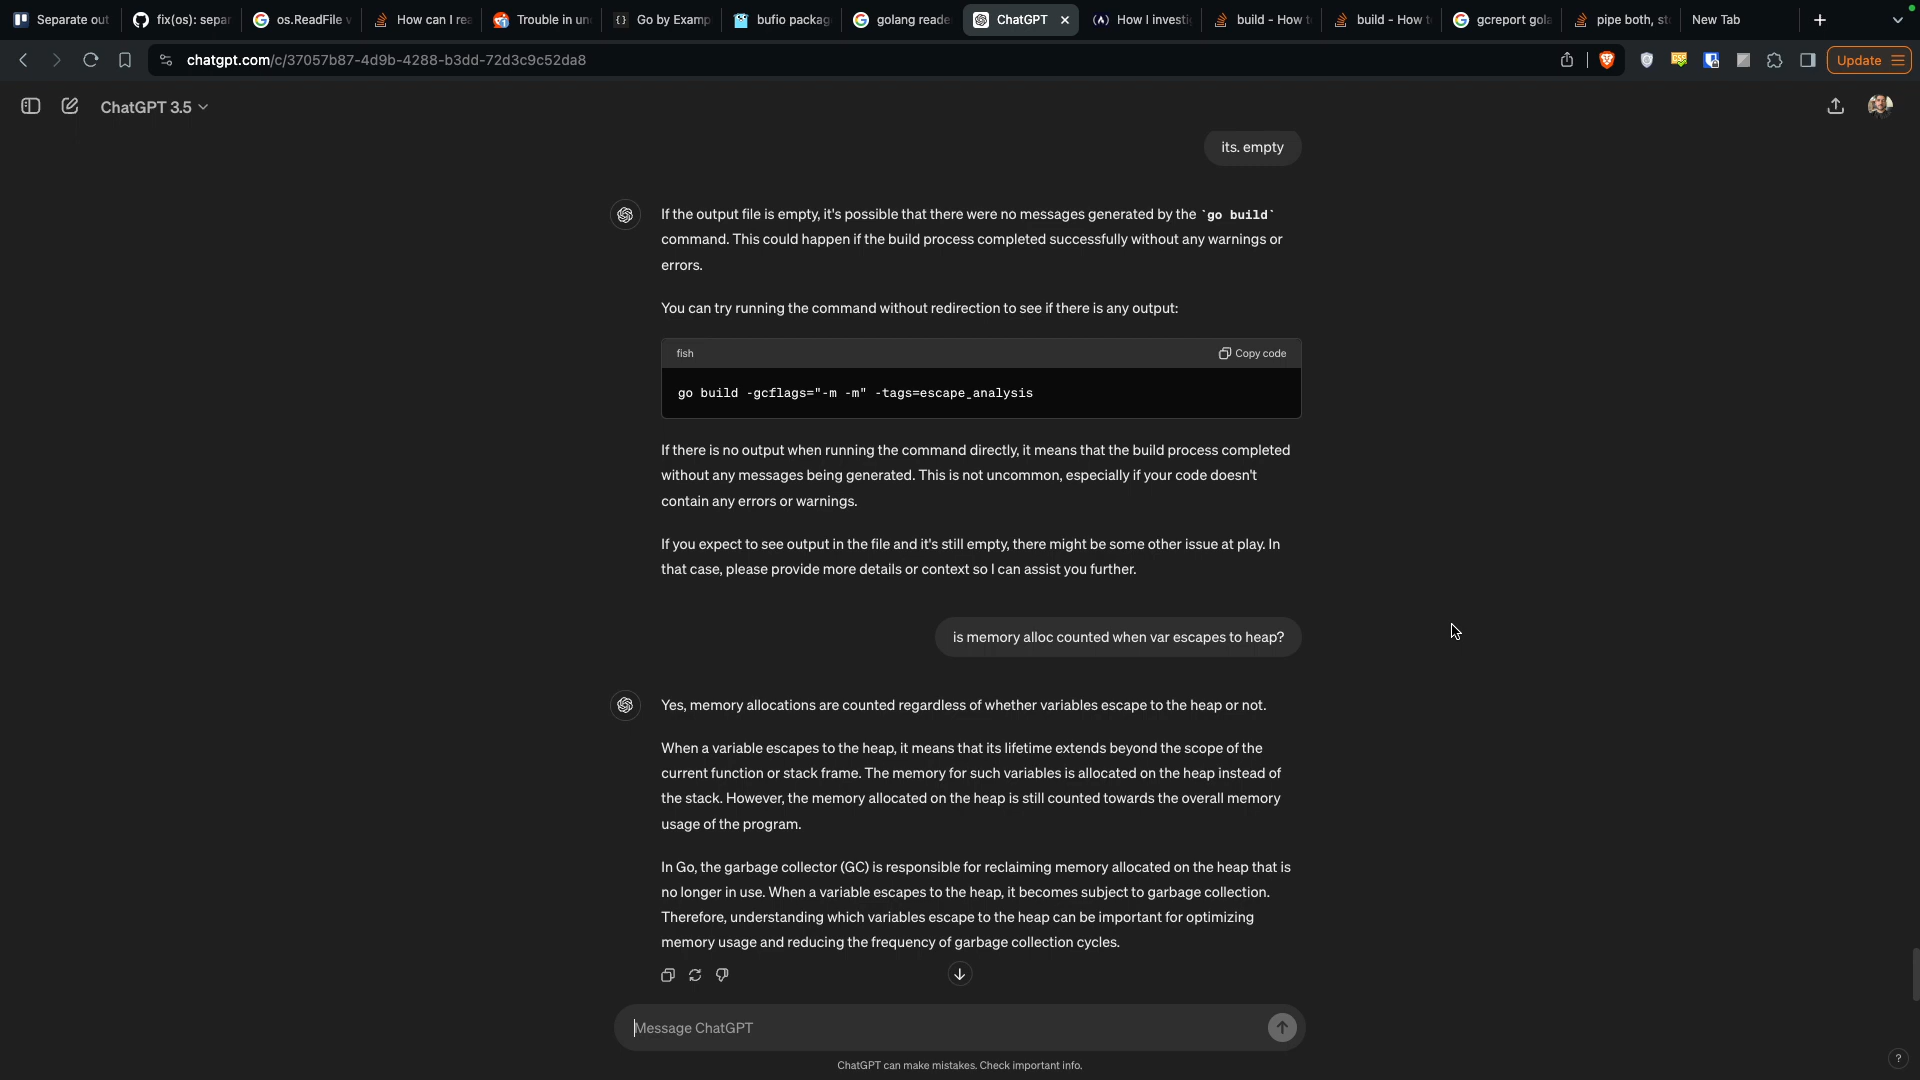 Separate out
fix(os): separ
os.ReadFile v
How can I rea
Trouble in un
Go by Examp
bufio package
golang reade
ChatGPT
How I investi
build - How t
build - How t
gcreport gola
pipe both, st
New Tab
chatgpt.com/c/37057b87-4d9b-4288-b3dd-72d3c9c52da8
Update
ChatGPT 3.5
its. empty
If the output file is empty, it's possible that there were no messages generated by the `go build`
command. This could happen if the build process completed successfully without any warnings or
errors.
You can try running the command without redirection to see if there is any output:
fish
Copy code
go build -gcflags="-m -m" -tags=escape_analysis
If there is no output when running the command directly, it means that the build process completed
without any messages being generated. This is not uncommon, especially if your code doesn't
contain any errors or warnings.
If you expect to see output in the file and it's still empty, there might be some other issue at play. In
that case, please provide more details or context so I can assist you further.
is memory alloc counted when var escapes to heap?
Yes, memory allocations are counted regardless of whether variables escape to the heap or not.
When a variable escapes to the heap, it means that its lifetime extends beyond the scope of the
current function or stack frame. The memory for such variables is allocated on the heap instead of
the stack. However, the memory allocated on the heap is still counted towards the overall memory
usage of the program.
In Go, the garbage collector (GC) is responsible for reclaiming memory allocated on the heap that is
no longer in use. When a variable escapes to the heap, it becomes subject to garbage collection.
Therefore, understanding which variables escape to the heap can be important for optimizing
memory usage and reducing the frequency of garbage collection cycles.
Message ChatGPT
ChatGPT can make mistakes. Check important info.
?